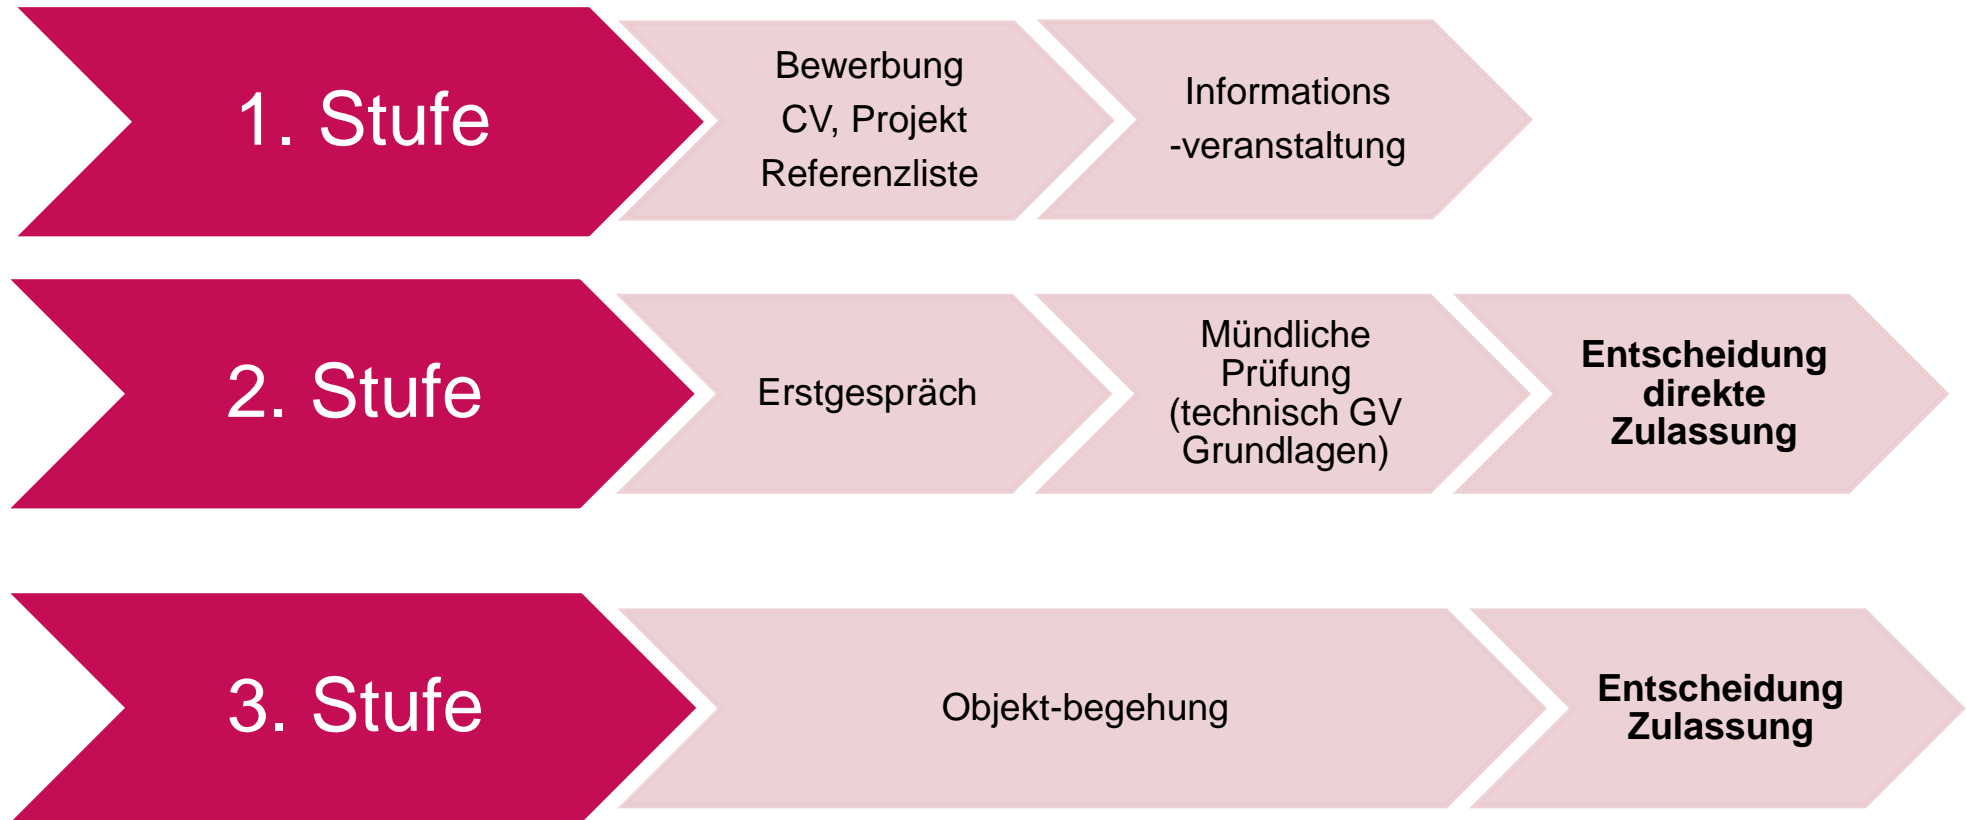 1. Stufe
Bewerbung
CV, Projekt
Referenzliste
Informations
-veranstaltung
2. Stufe
Erstgespräch
Mündliche
Prüfung
(technisch GV
Grundlagen)
Entscheidung
direkte
Zulassung
3. Stufe
Objekt-begehung
Entscheidung
Zulassung